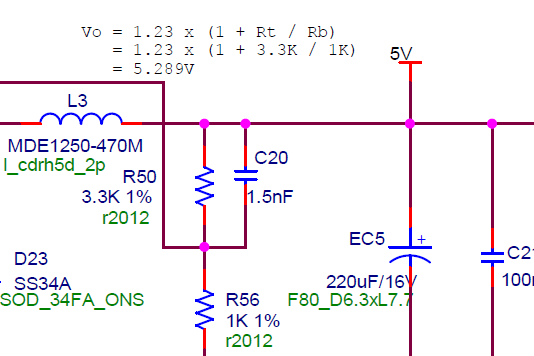 Vo = 1.23 x (1 + Rt / Rb)
= 1.23 x (1 + 3.3K / 1K)
= 5.289V
5V
L3
MDE1250-470M
l_cdrh5d_2p
C20
R50
3.3K 1%
1.5nF
r2012
EC5
+
C21
D23
SS34A
220uF/16V
100n
SOD_34FA_ONS
R56
F80_D6.3xL7.7
1K 1%
r2012